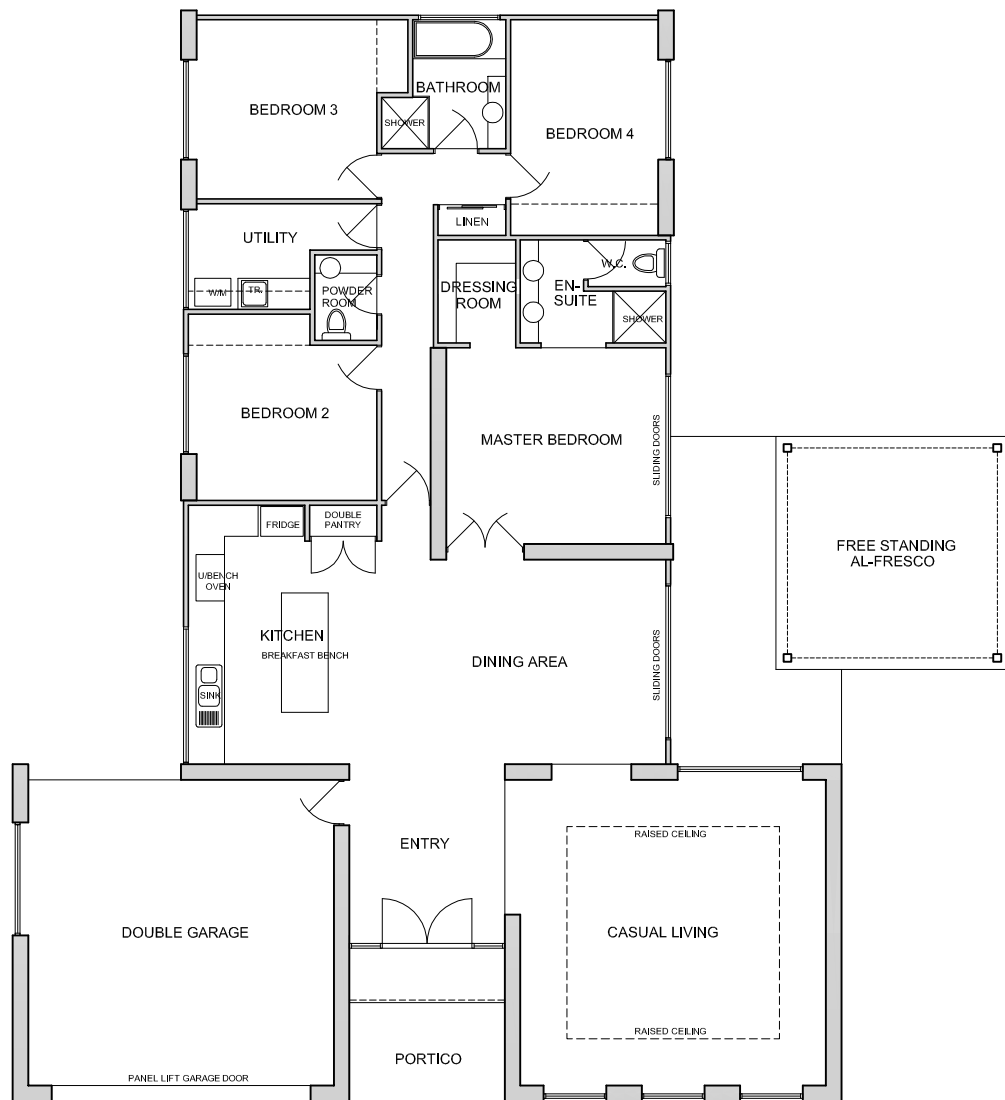 BATHROOM
BEDROOM 3
SHOWER
BEDROOM 4
LINEN
UTILITY
W.C.
W/M
TR.
POWDER
ROOM
DRESSING
ROOM
EN-
SUITE
SHOWER
BEDROOM 2
MASTER BEDROOM
SLIDING DOORS
FRIDGE
DOUBLE
PANTRY
FREE STANDING
AL-FRESCO
U/BENCH
OVEN
KITCHEN
BREAKFAST BENCH
DINING AREA
SLIDING DOORS
SINK
RAISED CEILING
ENTRY
DOUBLE GARAGE
CASUAL LIVING
RAISED CEILING
PORTICO
PANEL LIFT GARAGE DOOR